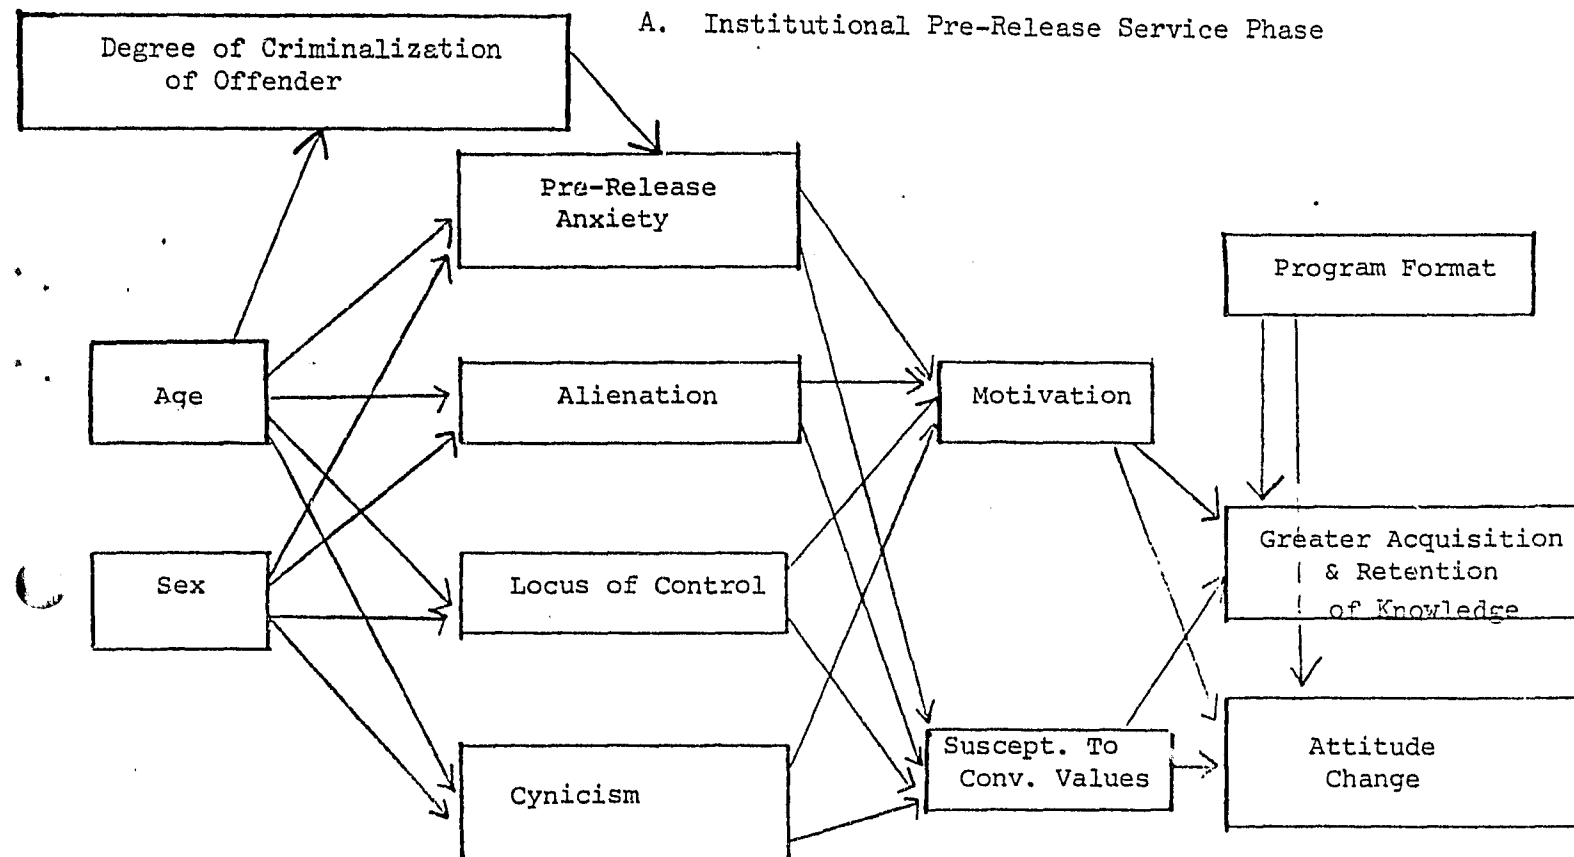 A. Institutional Pre-Release Service Phase
Degree of Criminalization
of Offender
Pre-Release
Anxiety
Program Format
Age
Alienation
Motivation
Greater Acquisition
& Retention
of Knowledge
Sex
Locus of Control
Suscept. To
Conv. Values
Attitude
Change
Cynicism